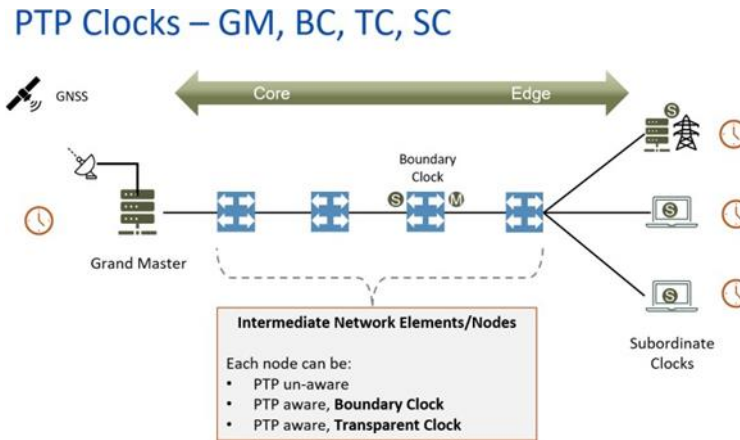 PTP Clocks – GM, BC, TC, SC
GNSS
Core
Edge
S
Boundary
Clock
S
M
Grand Master
S
S
Intermediate Network Elements/Nodes
Each node can be:
• PTP un-aware
• PTP aware, Boundary Clock
• PTP aware, Transparent Clock
Subordinate
Clocks